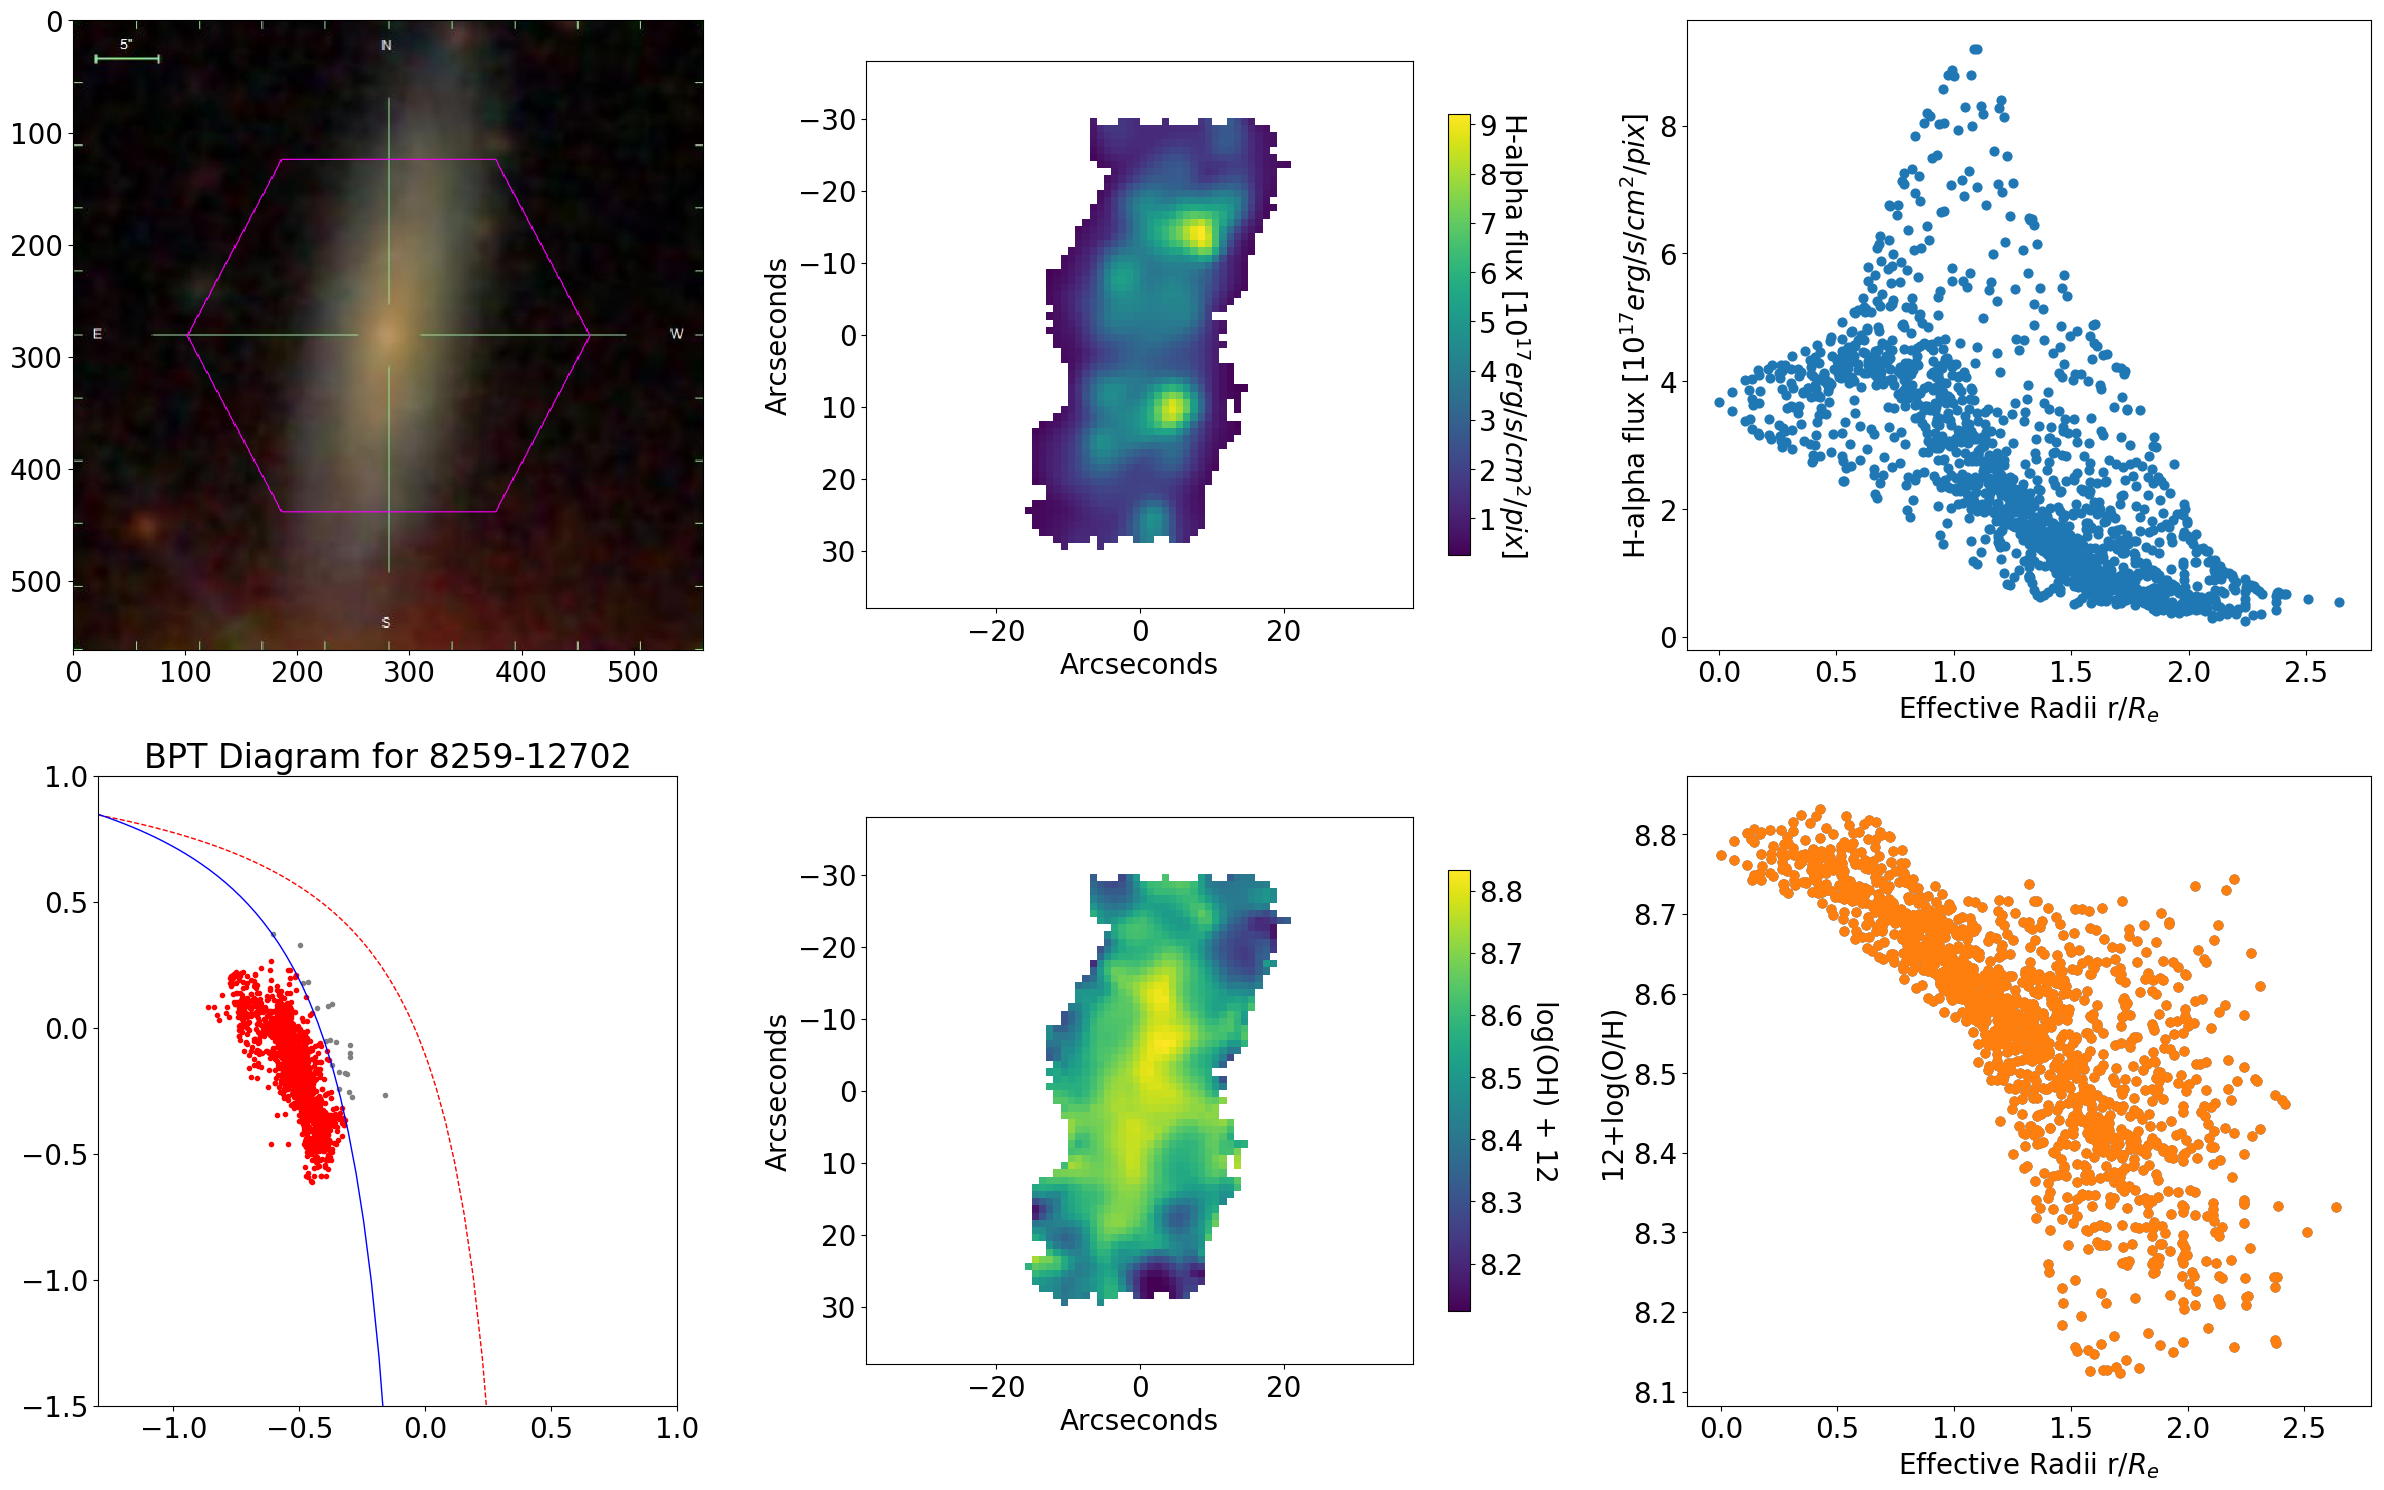 0
100
200
300
400
500
0 100 200 300 400 500
5"
N
E
W
S
−30
−20
−10
0
10
20
30
Arcseconds
−20 0 20
Arcseconds
9
8
7
6
5
4
3
2
1
H-alpha flux [10^17 erg/s/cm^2/pix]
8
6
4
2
0
H-alpha flux [10^17 erg/s/cm^2/pix]
0.0 0.5 1.0 1.5 2.0 2.5
Effective Radii r/R_e
BPT Diagram for 8259-12702
1.0
0.5
0.0
−0.5
−1.0
−1.5
−1.0 −0.5 0.0 0.5 1.0
−30
−20
−10
0
10
20
30
Arcseconds
−20 0 20
Arcseconds
8.8
8.7
8.6
8.5
8.4
8.3
8.2
log(OH) + 12
8.8
8.7
8.6
8.5
8.4
8.3
8.2
8.1
12+log(O/H)
0.0 0.5 1.0 1.5 2.0 2.5
Effective Radii r/R_e